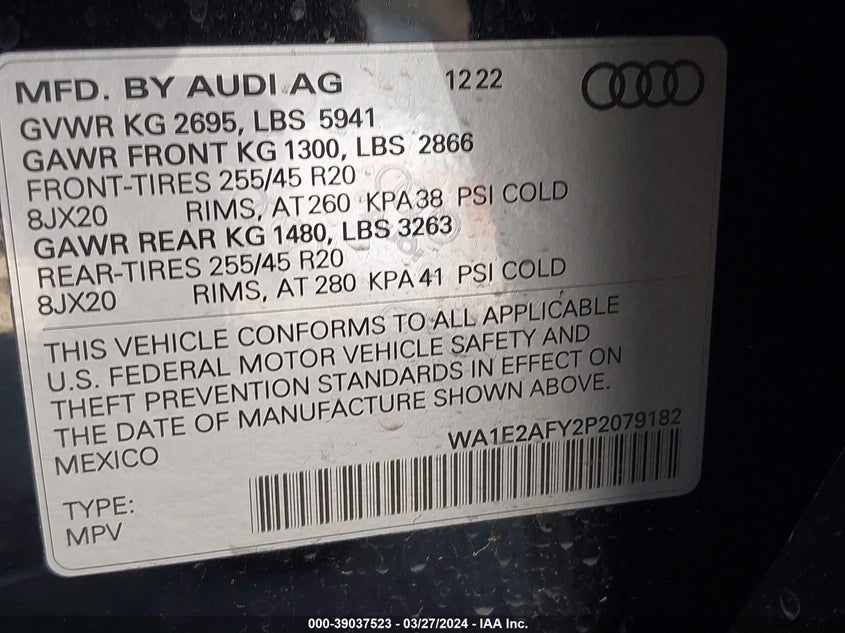 MFD. BY AUDI AG 12 22
GVWR KG 2695, LBS 5941
GAWR FRONT KG 1300, LBS 2866
FRONT-TIRES 255/45 R20
8JX20 RIMS, AT 260 KPA 38 PSI COLD
GAWR REAR KG 1480, LBS 3263
REAR-TIRES 255/45 R20
8JX20 RIMS, AT 280 KPA 41 PSI COLD
THIS VEHICLE CONFORMS TO ALL APPLICABLE
U.S. FEDERAL MOTOR VEHICLE SAFETY AND
THEFT PREVENTION STANDARDS IN EFFECT ON
THE DATE OF MANUFACTURE SHOWN ABOVE.
MEXICO WA1E2AFY2P2079182
TYPE:
MPV
000-39037523 — 03/27/2024 — IAA Inc.